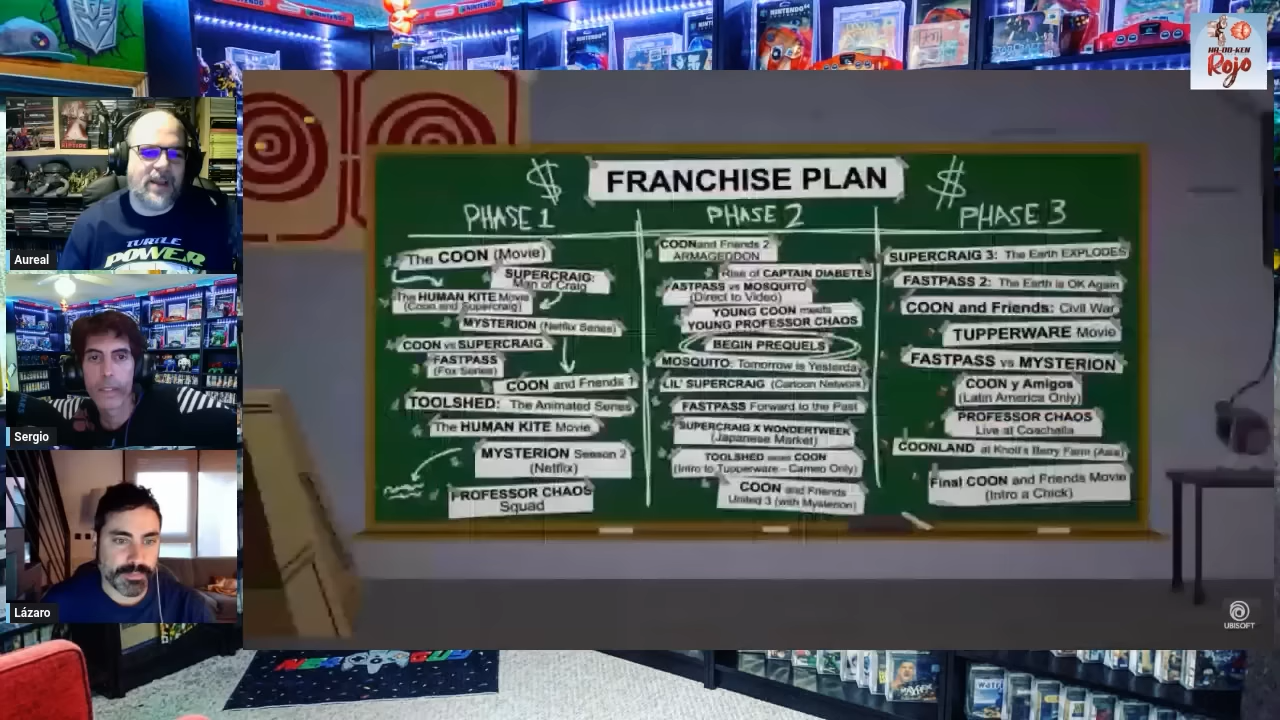 HA-DO-KEN
Rojo
$ FRANCHISE PLAN $
PHASE 1
The COON (Movie)
SUPERCRAIG:
Man of Craig
The HUMAN KITE Movie
(Coon and Supercraig)
MYSTERION (Netflix Series)
COON vs SUPERCRAIG
FASTPASS
(Fox Series)
COON and Friends 1
TOOLSHED: The Animated Series
The HUMAN KITE Movie
MYSTERION Season 2
(Netflix)
PROFESSOR CHAOS
Squad
PHASE 2
COON and Friends 2
ARMAGEDDON
Rise of CAPTAIN DIABETES
FASTPASS vs MOSQUITO
(Direct to Video)
YOUNG COON meets
YOUNG PROFESSOR CHAOS
BEGIN PREQUELS
MOSQUITO: Tomorrow is Yesterday
LIL' SUPERCRAIG (Cartoon Network)
FASTPASS Forward to the Past
SUPERCRAIG X WONDERTWEEK
(Japanese Market)
TOOLSHED COON
(Intro to Tupperware - Cameo Only)
COON and Friends
United 3 (with Mysterion)
PHASE 3
SUPERCRAIG 3: The Earth EXPLODES
FASTPASS 2: The Earth is OK Again
COON and Friends: Civil War
TUPPERWARE Movie
FASTPASS vs MYSTERION
COON y Amigos
(Latin America Only)
PROFESSOR CHAOS
Live at Coachella
COONLAND at Knott's Berry Farm (Asia)
Final COON and Friends Movie
(Intro a Chick)
UBISOFT
TURTLE
POWER
Aureal
Sergio
Lázaro